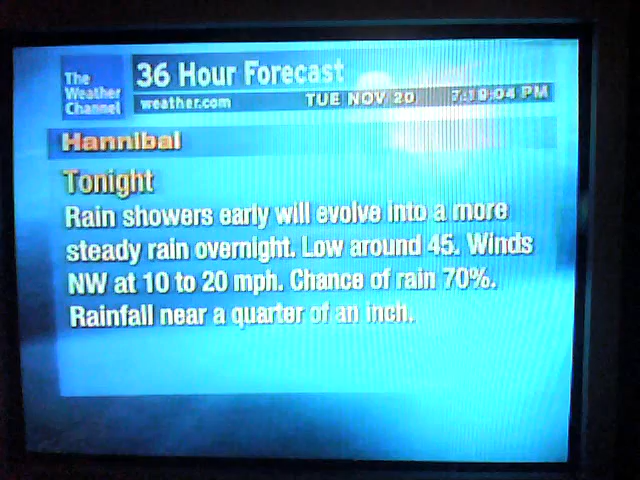 The
Weather
Channel
36 Hour Forecast
weather.com TUE NOV 20 7:19:04 PM
Hannibal
Tonight
Rain showers early will evolve into a more
steady rain overnight. Low around 45. Winds
NW at 10 to 20 mph. Chance of rain 70%.
Rainfall near a quarter of an inch.